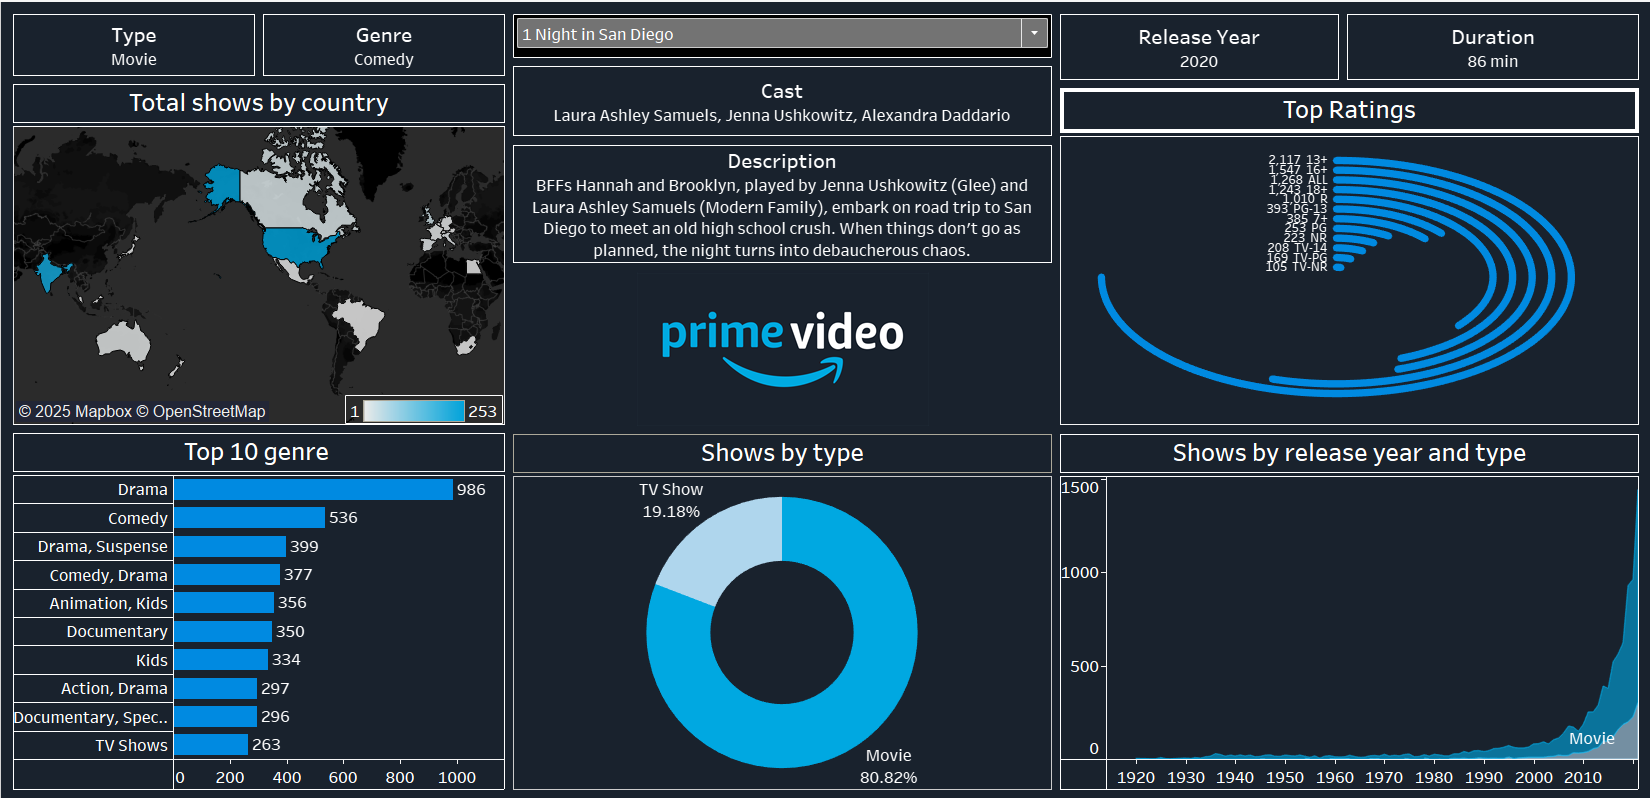 Type
Movie
Genre
Comedy
1 Night in San Diego
Release Year
2020
Duration
86 min
Total shows by country
© 2025 Mapbox © OpenStreetMap
1
253
Cast
Laura Ashley Samuels, Jenna Ushkowitz, Alexandra Daddario
Description
BFFs Hannah and Brooklyn, played by Jenna Ushkowitz (Glee) and
Laura Ashley Samuels (Modern Family), embark on road trip to San
Diego to meet an old high school crush. When things don’t go as
planned, the night turns into debaucherous chaos.
prime video
Top Ratings
2,117 13+
1,547 16+
1,268 ALL
1,243 18+
1,010 R
393 PG-13
385 7+
253 PG
223 NR
208 TV-14
169 TV-PG
105 TV-NR
Top 10 genre
Drama 986
Comedy 536
Drama, Suspense 399
Comedy, Drama 377
Animation, Kids 356
Documentary 350
Kids 334
Action, Drama 297
Documentary, Spec.. 296
TV Shows 263
0 200 400 600 800 1000
Shows by type
TV Show
19.18%
Movie
80.82%
Shows by release year and type
1500
1000
500
0
Movie
1920 1930 1940 1950 1960 1970 1980 1990 2000 2010